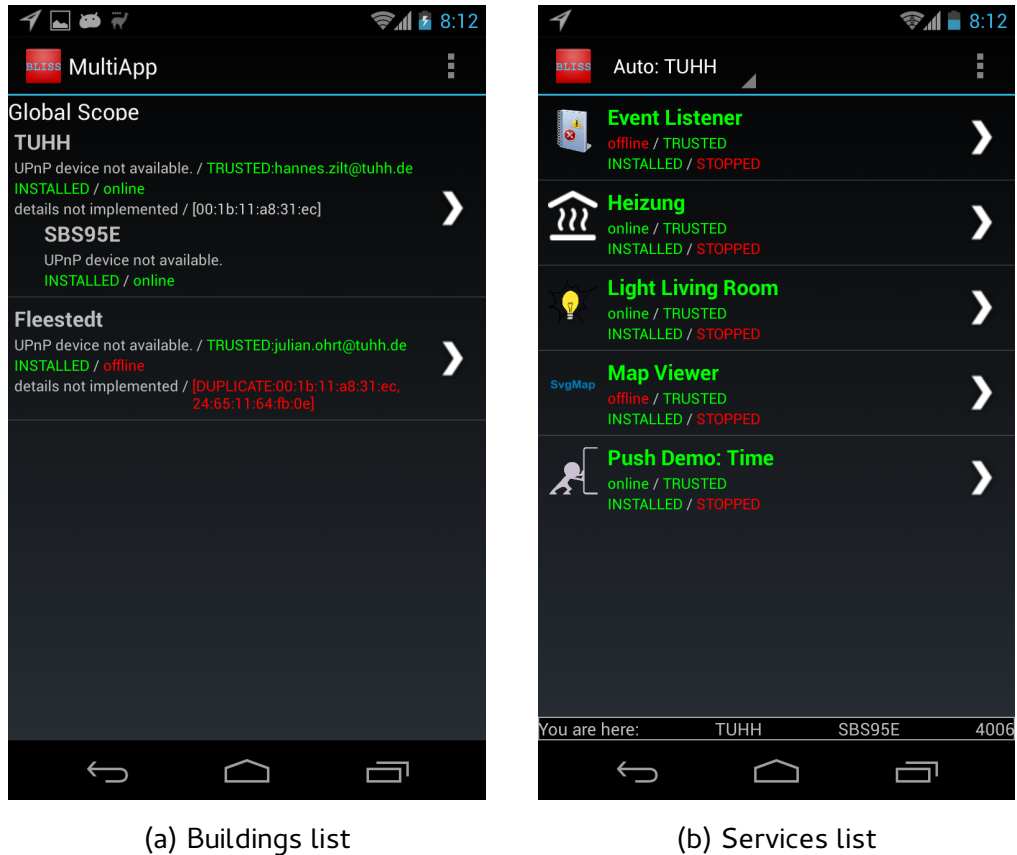 8:12
BLISS MultiApp
Global Scope
TUHH
UPnP device not available. / TRUSTED:hannes.zilt@tuhh.de
INSTALLED / online
details not implemented / [00:1b:11:a8:31:ec]
SBS95E
UPnP device not available.
INSTALLED / online
Fleestedt
UPnP device not available. / TRUSTED:julian.ohrt@tuhh.de
INSTALLED / offline
details not implemented / [DUPLICATE:00:1b:11:a8:31:ec,
24:65:11:64:fb:0e]
(a) Buildings list
8:12
BLISS Auto: TUHH
Event Listener
offline / TRUSTED
INSTALLED / STOPPED
Heizung
online / TRUSTED
INSTALLED / STOPPED
Light Living Room
online / TRUSTED
INSTALLED / STOPPED
SvgMap
Map Viewer
offline / TRUSTED
INSTALLED / STOPPED
Push Demo: Time
online / TRUSTED
INSTALLED / STOPPED
You are here: TUHH SBS95E 4006
(b) Services list